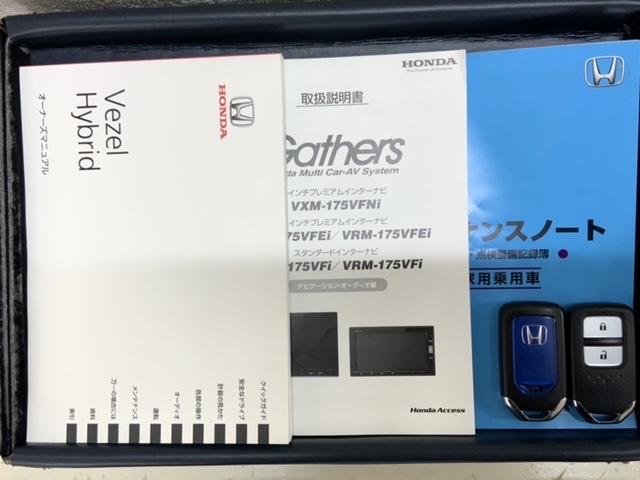 Vezel
Hybrid
オーナーズマニュアル
HONDA
クイックガイド
安全なドライブ
計器の見かた
各部の操作
オーディオ
運転
メンテナンス
万一の場合には
資料
索引
HONDA
The Power of Dreams
取扱説明書
Gathers
Honda Multi Car-AV System
インチプレミアムインターナビ
VXM-175VFNi
インチプレミアムインターナビ
175VFEi/VRM-175VFEi
スタンダードインターナビ
175VFi/VRM-175VFi
ナビゲーション・オーディオ編
Honda Access
ナンスノート
点検整備記録簿
家用乗用車